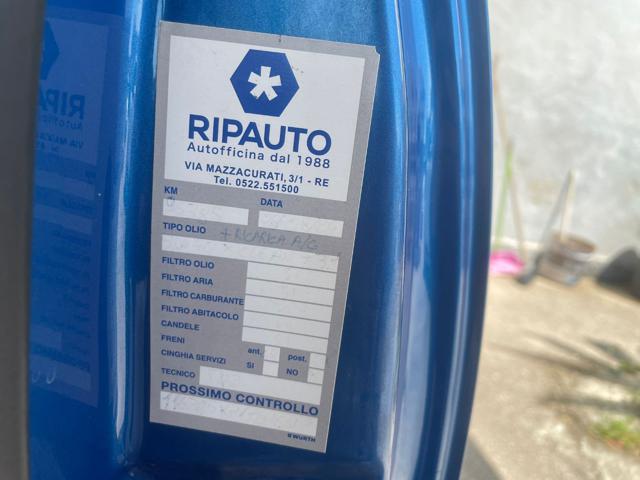 RIPAUTO
Autofficina dal 1988
VIA MAZZACURATI, 3/1 - RE
Tel. 0522.551500
KM DATA
TIPO OLIO + RICARICA A/C
FILTRO OLIO
FILTRO ARIA
FILTRO CARBURANTE
FILTRO ABITACOLO
CANDELE
FRENI ant. post.
CINGHIA SERVIZI SI NO
TECNICO
PROSSIMO CONTROLLO
WÜRTH